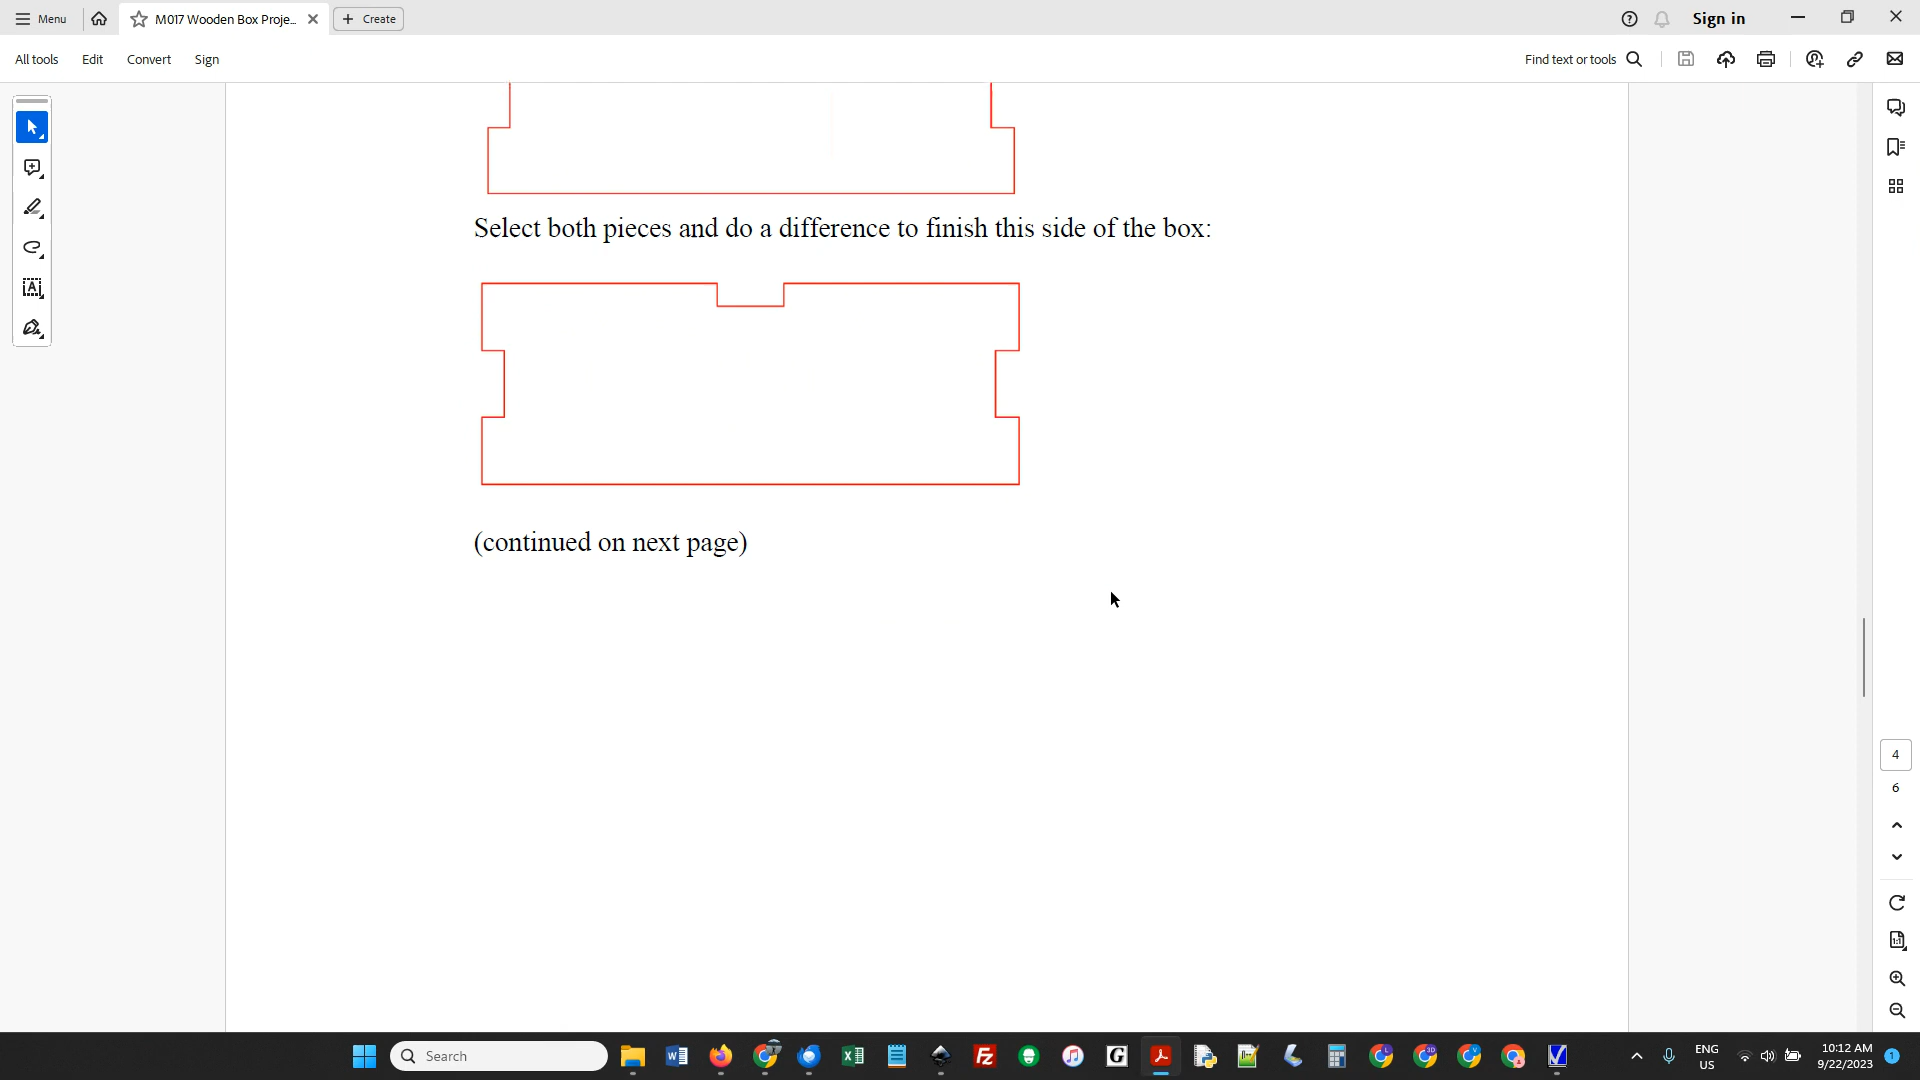 Menu
M017 Wooden Box Proje...
Create
Sign in
All tools
Edit
Convert
Sign
Find text or tools
Select both pieces and do a difference to finish this side of the box:
(continued on next page)
4
6
Search
ENG
US
10:12 AM
9/22/2023
1